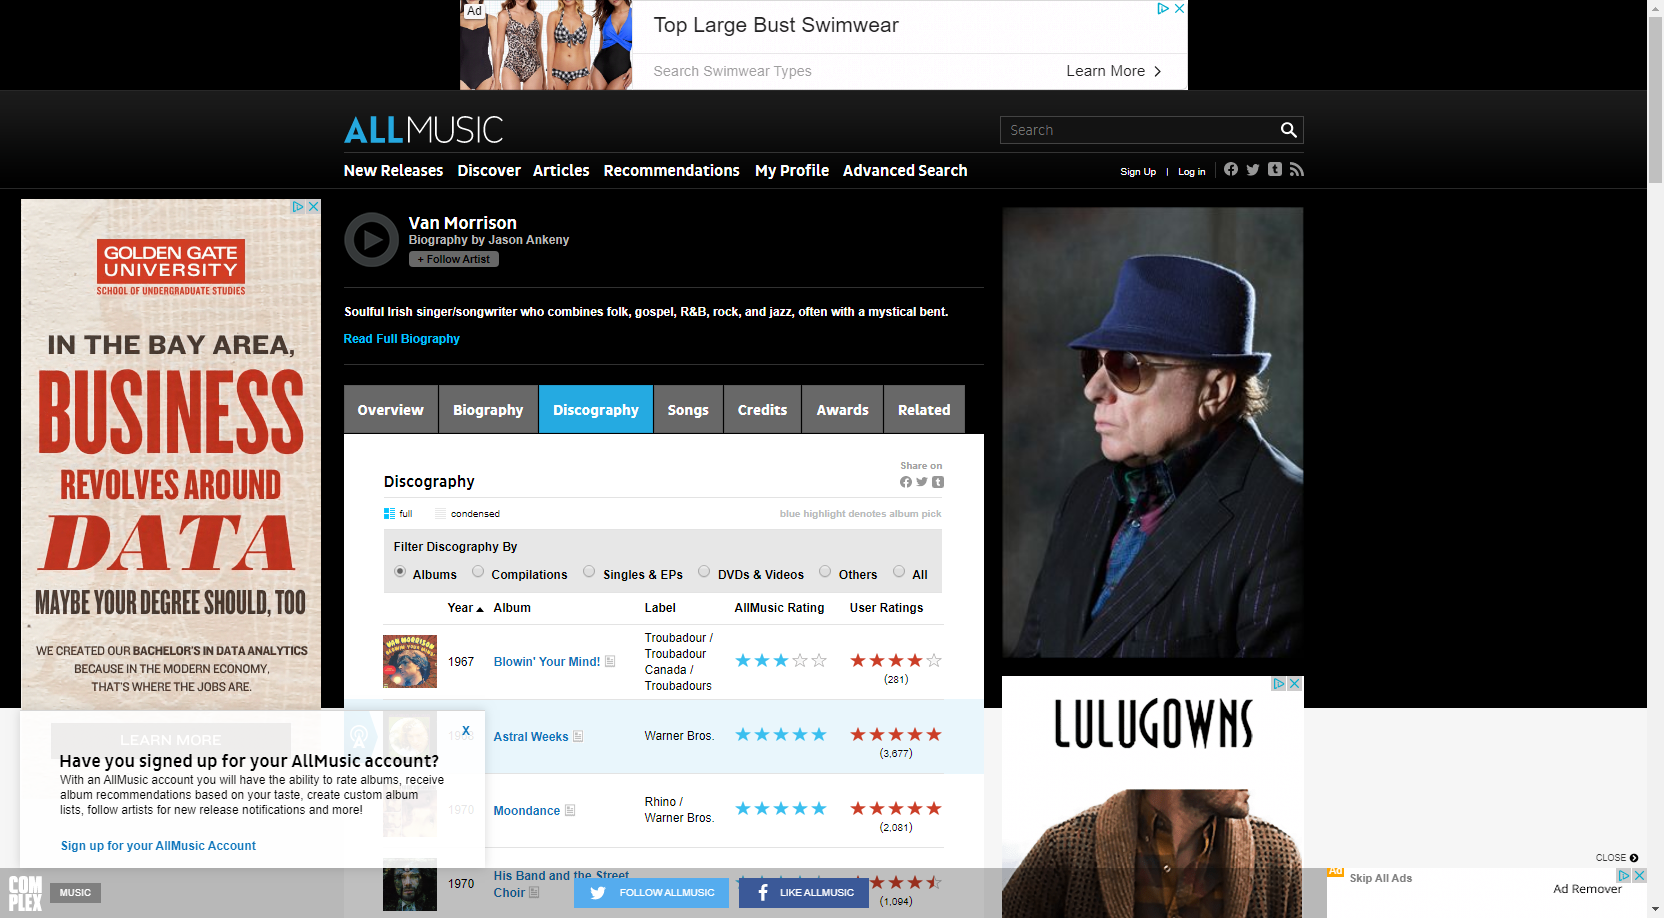 Ad
Top Large Bust Swimwear
Search Swimwear Types
Learn More
ALLMUSIC
Search
New Releases Discover Articles Recommendations My Profile Advanced Search
Sign Up | Log in
GOLDEN GATE
UNIVERSITY
SCHOOL OF UNDERGRADUATE STUDIES
IN THE BAY AREA,
BUSINESS
REVOLVES AROUND
DATA
MAYBE YOUR DEGREE SHOULD, TOO
WE CREATED OUR BACHELOR'S IN DATA ANALYTICS
BECAUSE IN THE MODERN ECONOMY,
THAT'S WHERE THE JOBS ARE.
LEARN MORE
Van Morrison
Biography by Jason Ankeny
+ Follow Artist
Soulful Irish singer/songwriter who combines folk, gospel, R&B, rock, and jazz, often with a mystical bent.
Read Full Biography
Overview Biography Discography Songs Credits Awards Related
Share on
Discography
full condensed
blue highlight denotes album pick
Filter Discography By
Albums Compilations Singles & EPs DVDs & Videos Others All
Year Album Label AllMusic Rating User Ratings
VAN MORRISON
BLOWIN' YOUR MIND!
1967 Blowin' Your Mind!
Troubadour /
Troubadour
Canada /
Troubadours
(281)
1968 Astral Weeks Warner Bros.
(3,677)
1970 Moondance
Rhino /
Warner Bros.
(2,081)
1970
His Band and the Street
Choir
(1,094)
X
Have you signed up for your AllMusic account?
With an AllMusic account you will have the ability to rate albums, receive
album recommendations based on your taste, create custom album
lists, follow artists for new release notifications and more!
Sign up for your AllMusic Account
LULUGOWNS
CLOSE
COM
PLEX
MUSIC
FOLLOW ALLMUSIC
LIKE ALLMUSIC
Ad
Skip All Ads
Ad Remover